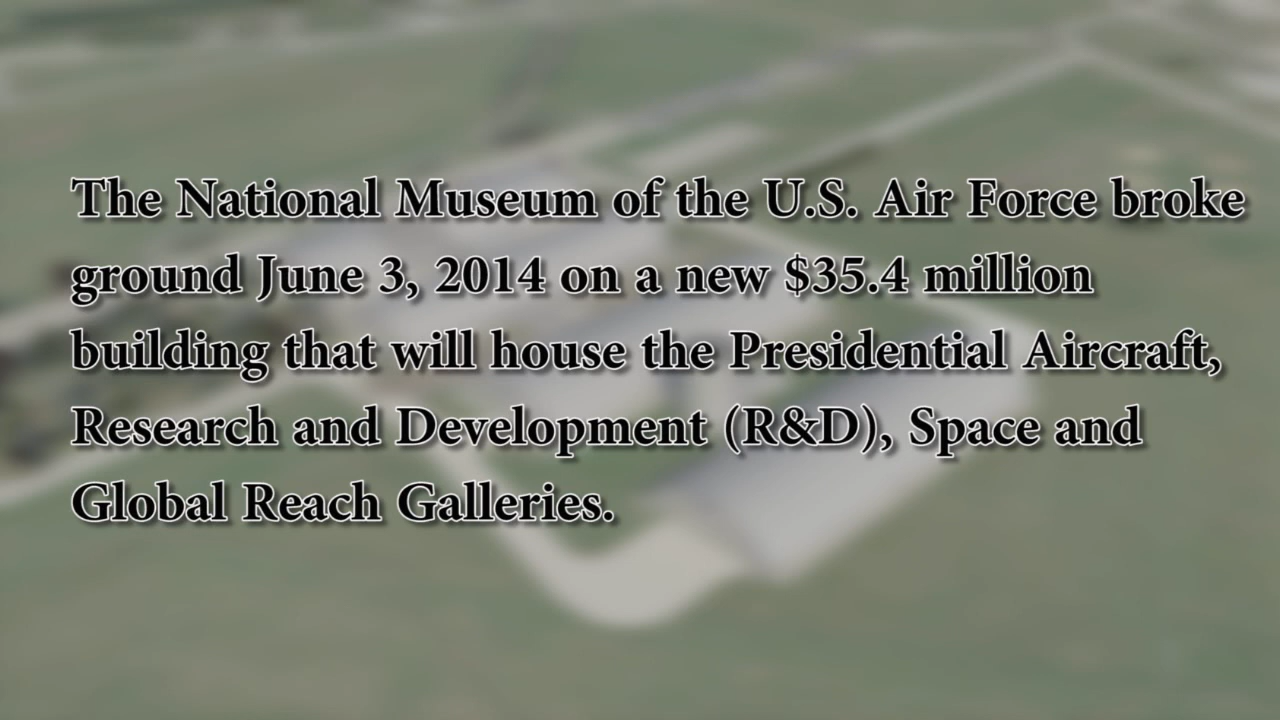 The National Museum of the U.S. Air Force broke
ground June 3, 2014 on a new $35.4 million
building that will house the Presidential Aircraft,
Research and Development (R&D), Space and
Global Reach Galleries.